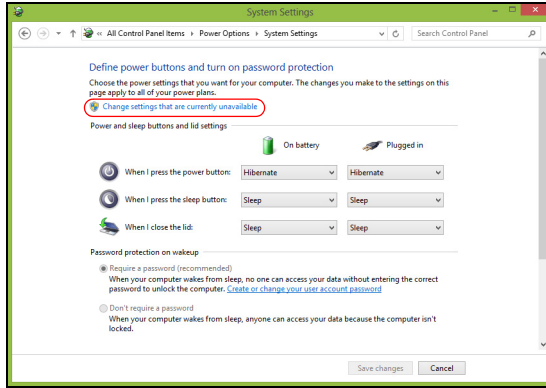 System Settings
« All Control Panel Items ▸ Power Options ▸ System Settings
Search Control Panel
Define power buttons and turn on password protection
Choose the power settings that you want for your computer. The changes you make to the settings on this
page apply to all of your power plans.
Change settings that are currently unavailable
Power and sleep buttons and lid settings
On battery Plugged in
When I press the power button: Hibernate Hibernate
When I press the sleep button: Sleep Sleep
When I close the lid: Sleep Sleep
Password protection on wakeup
Require a password (recommended)
When your computer wakes from sleep, no one can access your data without entering the correct
password to unlock the computer. Create or change your user account password
Don't require a password
When your computer wakes from sleep, anyone can access your data because the computer isn't
locked.
Save changes Cancel